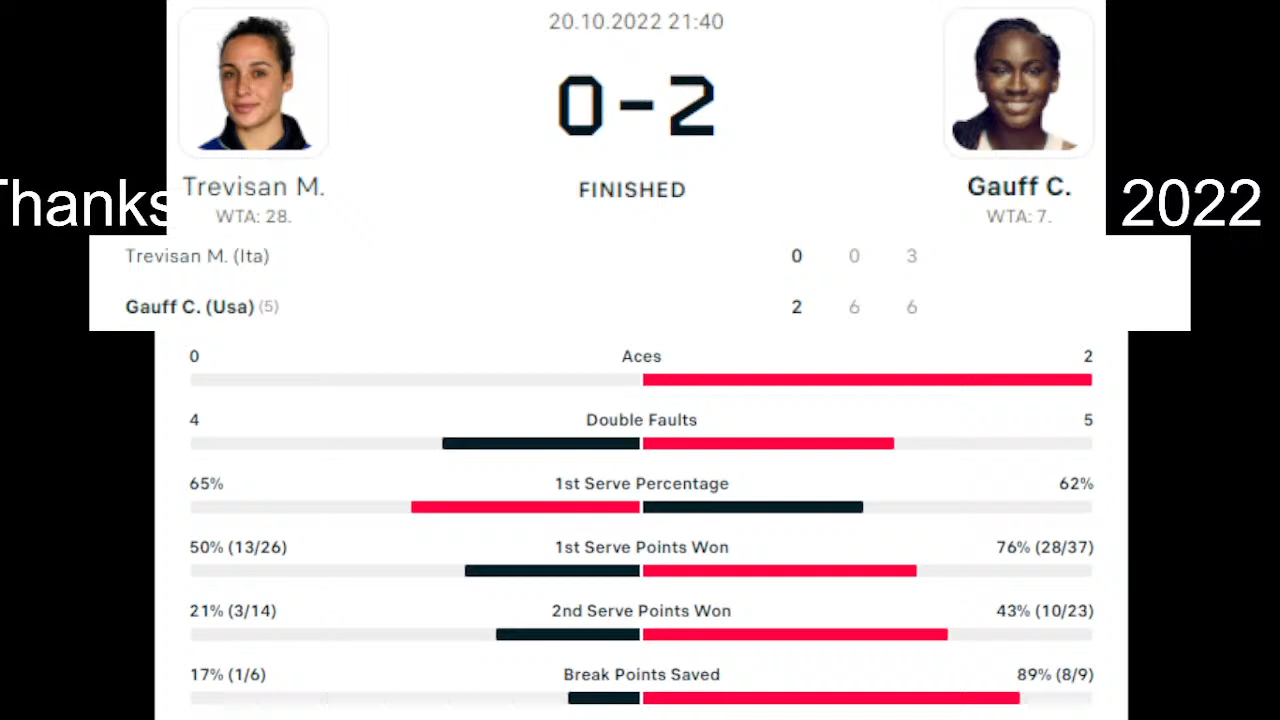 20.10.2022 21:40
0-2
FINISHED
Trevisan M.
WTA: 28.
Gauff C.
WTA: 7.
Thanks 2022
Trevisan M. (Ita) 0 0 3
Gauff C. (Usa) (5) 2 6 6
0 Aces 2
4 Double Faults 5
65% 1st Serve Percentage 62%
50% (13/26) 1st Serve Points Won 76% (28/37)
21% (3/14) 2nd Serve Points Won 43% (10/23)
17% (1/6) Break Points Saved 89% (8/9)